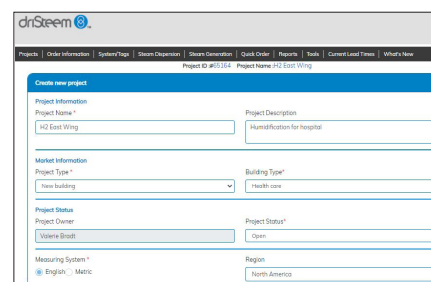 driSteem
Projects | Order Information | System/Tags | Steam Dispersion | Steam Generation | Quick Order | Reports | Tools | Current Lead Times | What's New
Project ID #65164 Project Name :H2 East Wing
Create new project
Project Information
Project Name * Project Description
H2 East Wing Humidification for hospital
Market Information
Project Type * Building Type*
New building Health care
Project Status
Project Owner Project Status*
Valerie Bradt Open
Measuring System * Region
English Metric North America